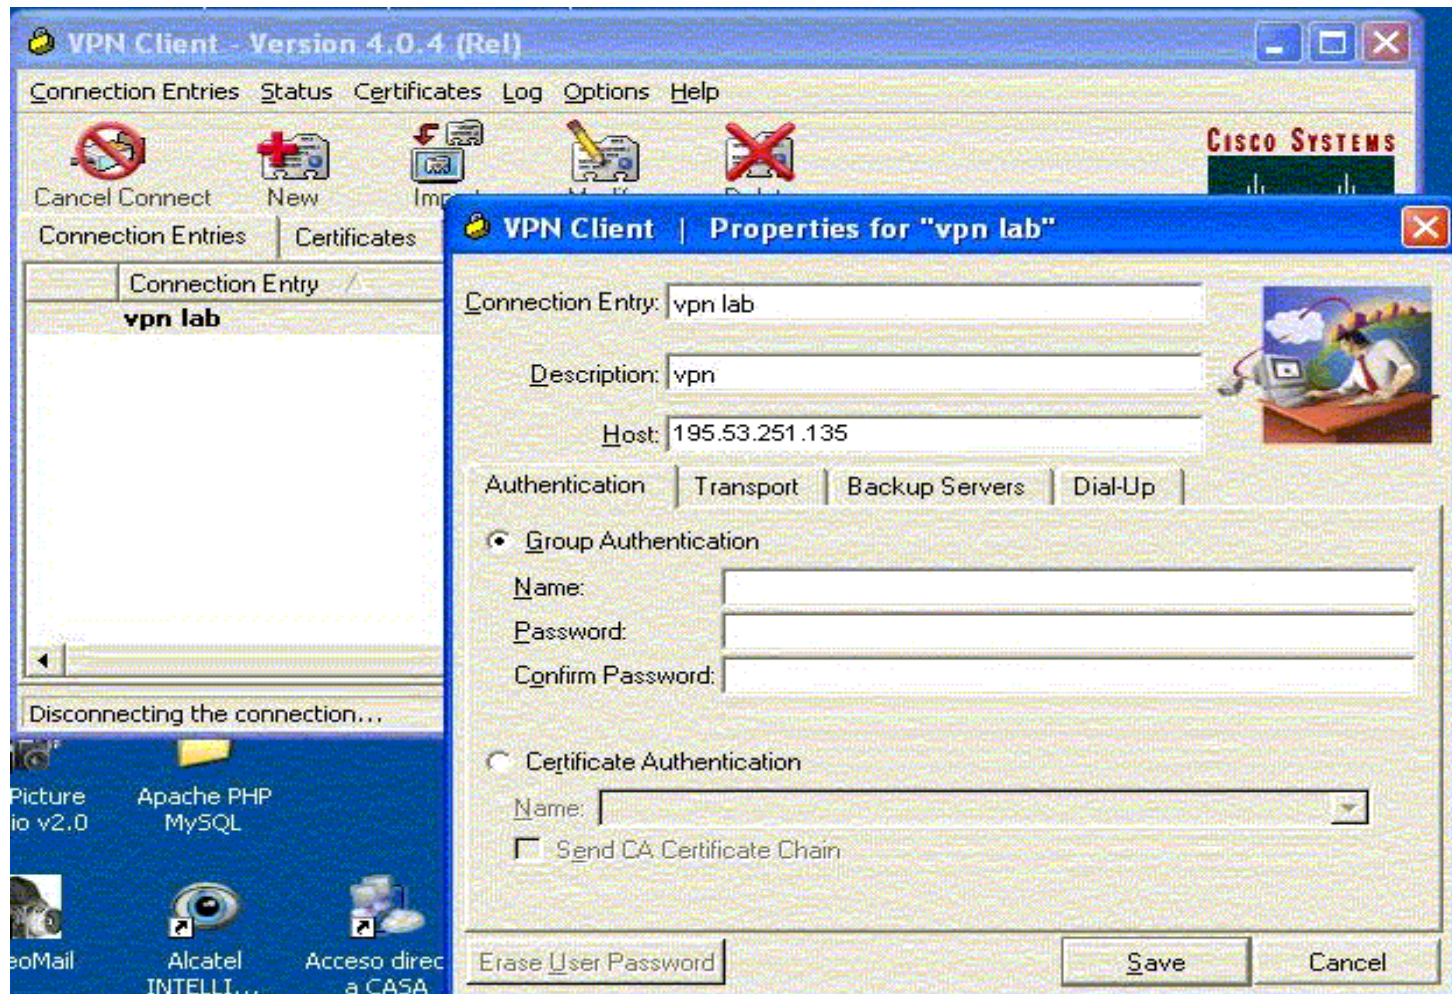 VPN Client - Version 4.0.4 (Rel)
Connection Entries Status Certificates Log Options Help
CISCO SYSTEMS
Cancel Connect New
Connection Entries Certificates
Connection Entry
vpn lab
Disconnecting the connection...
VPN Client | Properties for "vpn lab"
Connection Entry: vpn lab
Description: vpn
Host: 195.53.251.135
Authentication Transport Backup Servers Dial-Up
Group Authentication
Name:
Password:
Confirm Password:
Certificate Authentication
Name:
Send CA Certificate Chain
Erase User Password Save Cancel
Picture
io v2.0
Apache PHP
MySQL
eoMail
Alcatel
INTELLI...
Acceso direc
a CASA